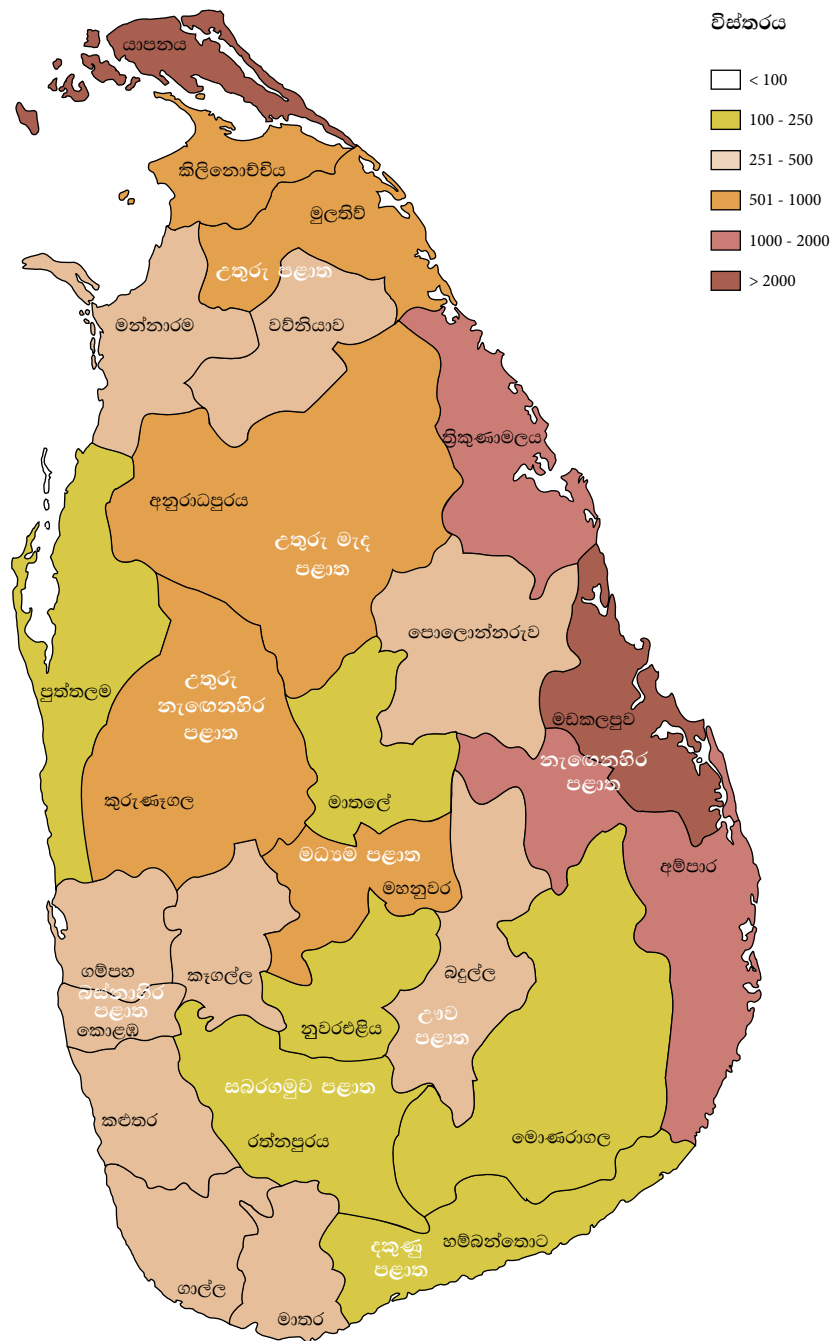 විස්තරය
< 100
100 - 250
251 - 500
501 - 1000
1000 - 2000
> 2000
යාපනය
කිලිනොච්චිය
මුලතිව්
උතුරු පළාත
මන්නාරම
වව්නියාව
ත්‍රිකුණාමලය
අනුරාධපුරය
උතුරු මැද
පළාත
පොලොන්නරුව
පුත්තලම
උතුරු
නැඟෙනහිර
පළාත
මඩකලපුව
නැඟෙනහිර
පළාත
කුරුණෑගල
මාතලේ
මධ්‍යම පළාත
මහනුවර
අම්පාර
ගම්පහ
කෑගල්ල
බදුල්ල
බස්නාහිර
පළාත
කොළඹ
නුවරඑළිය
ඌව
පළාත
සබරගමුව පළාත
කළුතර
රත්නපුරය
මොණරාගල
දකුණු
පළාත
හම්බන්තොට
ගාල්ල
මාතර